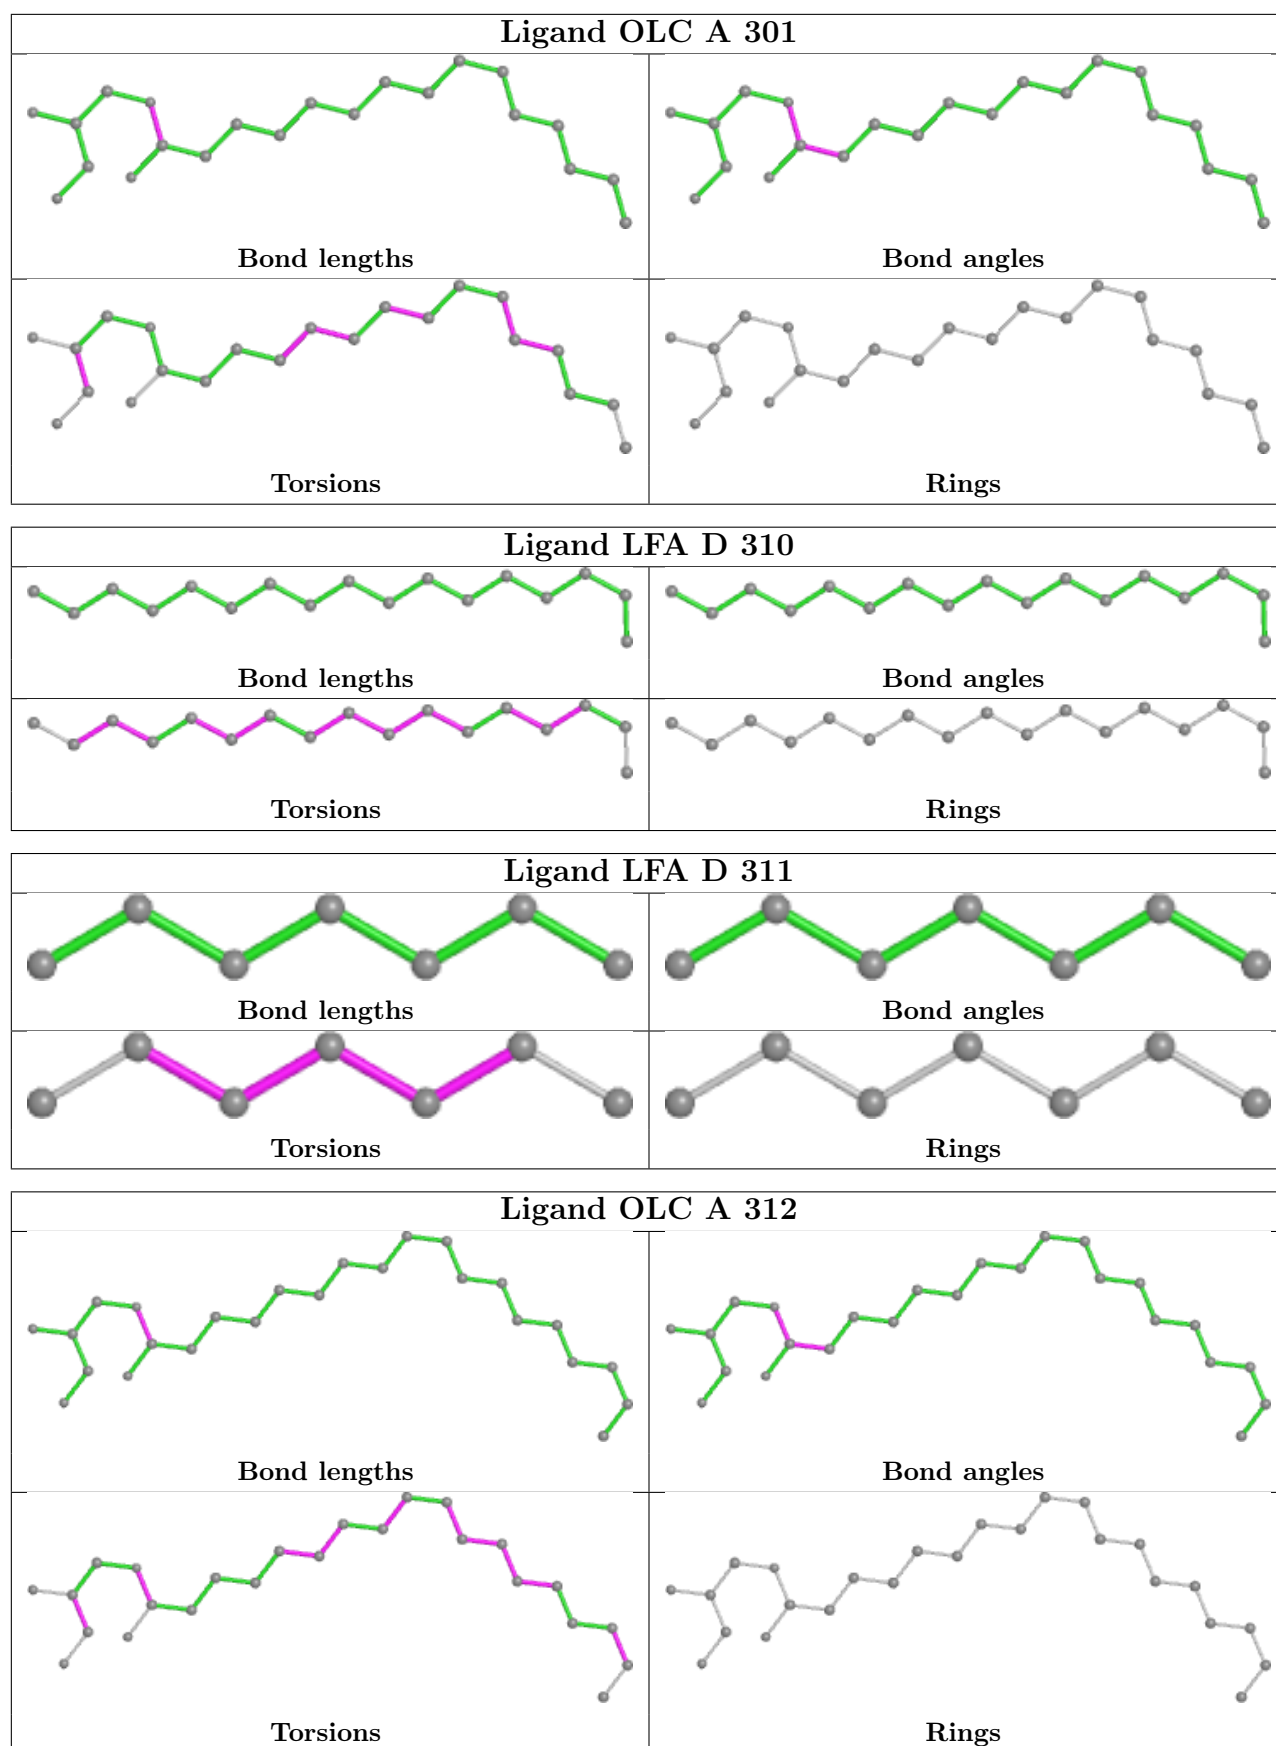 Ligand OLC A 301
Bond lengths
Bond angles
Torsions
Rings
Ligand LFA D 310
Bond lengths
Bond angles
Torsions
Rings
Ligand LFA D 311
Bond lengths
Bond angles
Torsions
Rings
Ligand OLC A 312
Bond lengths
Bond angles
Torsions
Rings